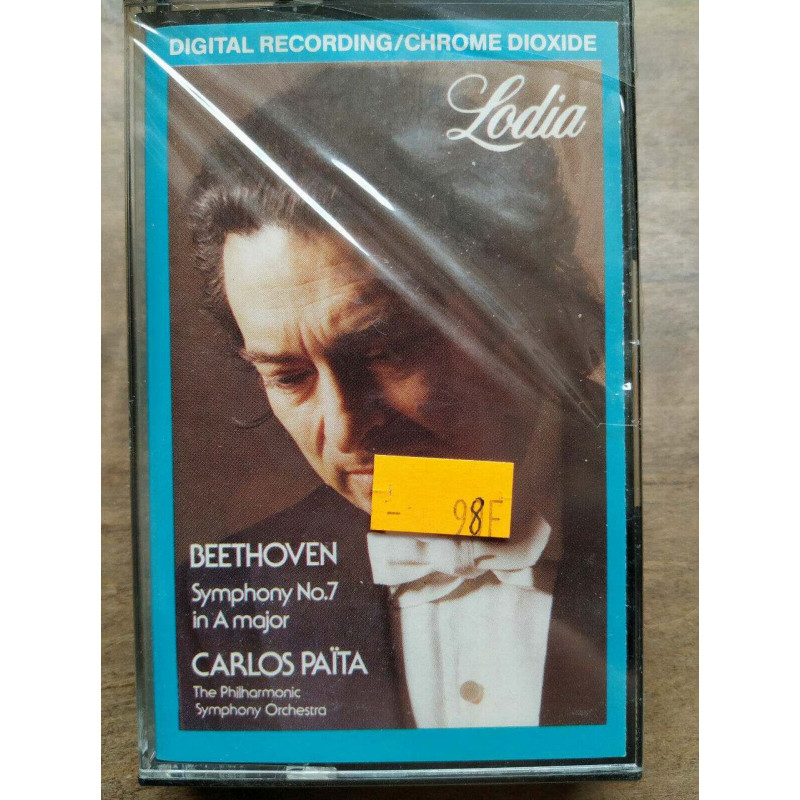 DIGITAL RECORDING/CHROME DIOXIDE
Lodia
98F
BEETHOVEN
Symphony No.7
in A major
CARLOS PAÏTA
The Philharmonic
Symphony Orchestra